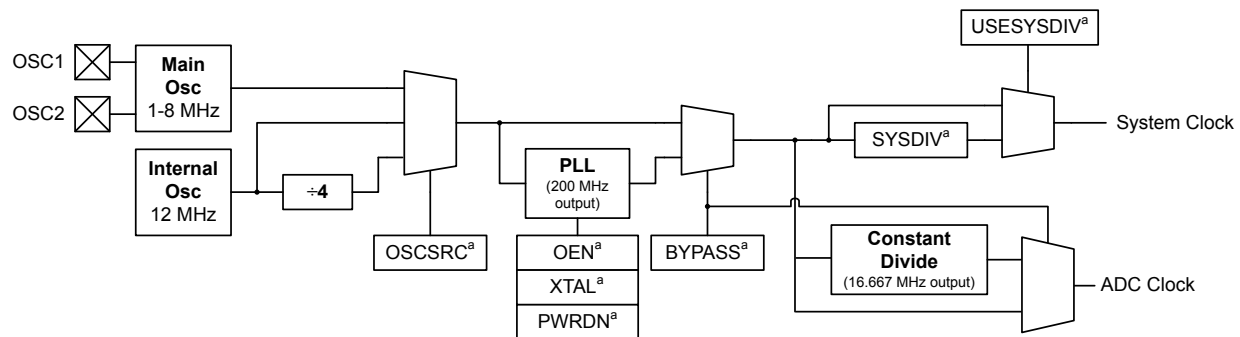 OSC1
OSC2
Main
Osc
1-8 MHz
Internal
Osc
12 MHz
÷4
OSCSRCᵃ
PLL
(200 MHz
output)
OENᵃ
XTALᵃ
PWRDNᵃ
BYPASSᵃ
USESYSDIVᵃ
SYSDIVᵃ
System Clock
Constant
Divide
(16.667 MHz output)
ADC Clock